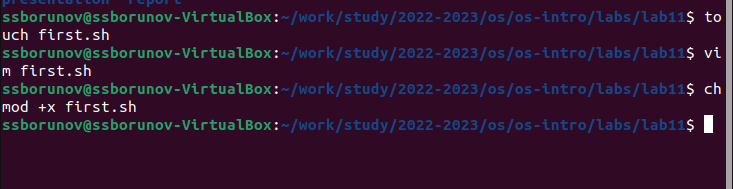 presentation  report
ssborunov@ssborunov-VirtualBox:~/work/study/2022-2023/os/os-intro/labs/lab11$ to
uch first.sh
ssborunov@ssborunov-VirtualBox:~/work/study/2022-2023/os/os-intro/labs/lab11$ vi
m first.sh
ssborunov@ssborunov-VirtualBox:~/work/study/2022-2023/os/os-intro/labs/lab11$ ch
mod +x first.sh
ssborunov@ssborunov-VirtualBox:~/work/study/2022-2023/os/os-intro/labs/lab11$